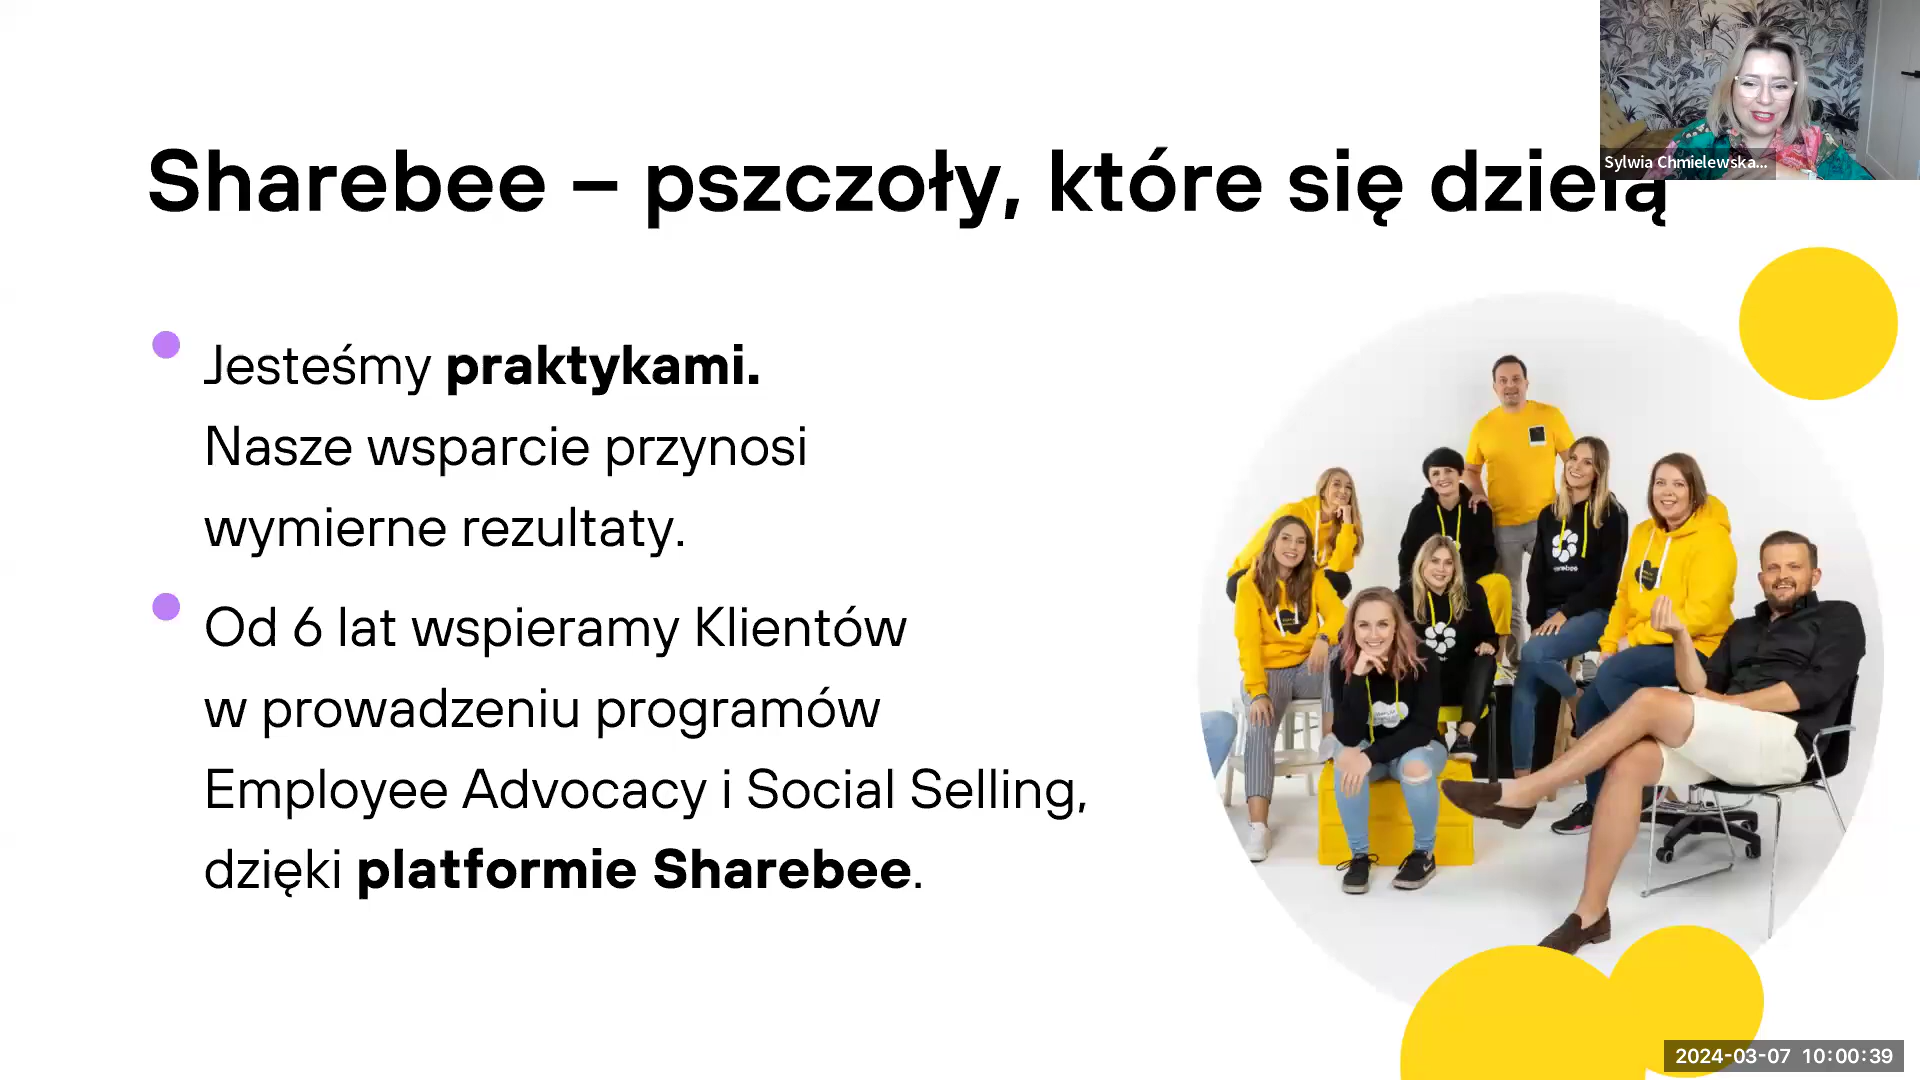 Sharebee – pszczoły, które się dzielą
Sylwia Chmielewska...
Jesteśmy praktykami.
Nasze wsparcie przynosi
wymierne rezultaty.
Od 6 lat wspieramy Klientów
w prowadzeniu programów
Employee Advocacy i Social Selling,
dzięki platformie Sharebee.
2024-03-07 10:00:39